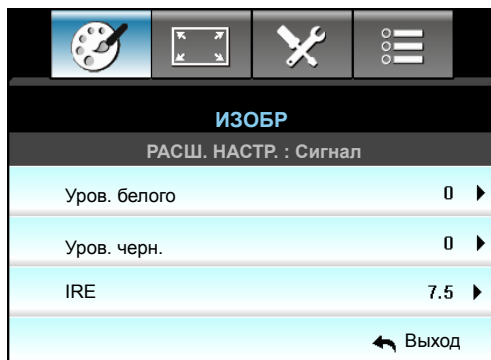 ИЗОБР
РАСШ. НАСТР. : Сигнал
Уров. белого 0
Уров. черн. 0
IRE 7.5
Выход